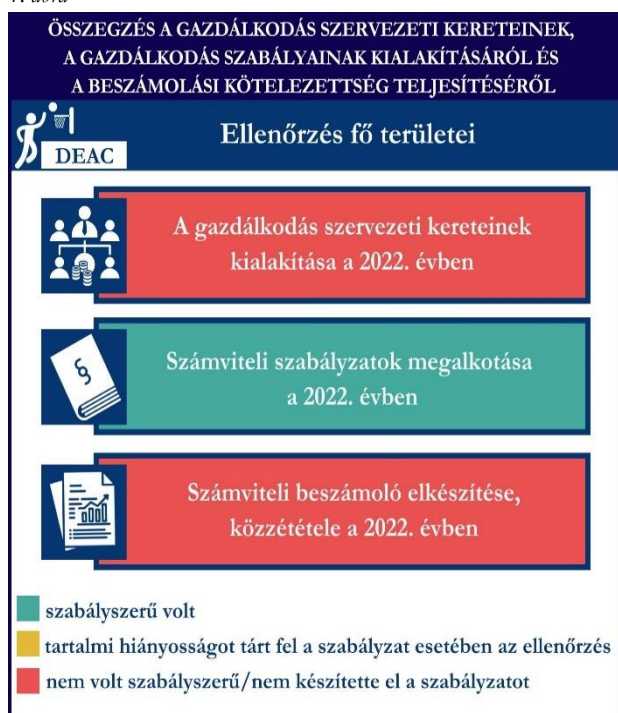 ÖSSZEGZÉS A GAZDÁLKODÁS SZERVEZETI KERETEINEK,
A GAZDÁLKODÁS SZABÁLYAINAK KIALAKÍTÁSÁRÓL ÉS
A BESZÁMOLÁSI KÖTELEZETTSÉG TELJESÍTÉSÉRŐL
DEAC
Ellenőrzés fő területei
A gazdálkodás szervezeti kereteinek
kialakítása a 2022. évben
§
Számviteli szabályzatok megalkotása
a 2022. évben
Számviteli beszámoló elkészítése,
közzététele a 2022. évben
szabályszerű volt
tartalmi hiányosságot tárt fel a szabályzat esetében az ellenőrzés
nem volt szabályszerű/nem készítette el a szabályzatot